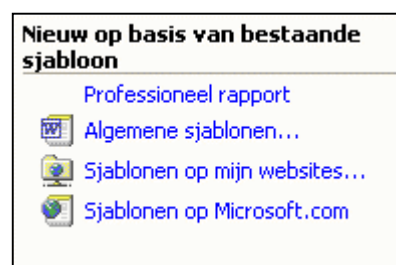 Nieuw op basis van bestaande
sjabloon
Professioneel rapport
Algemene sjablonen...
Sjablonen op mijn websites...
Sjablonen op Microsoft.com